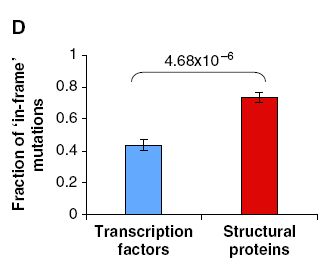 D
4.68x10⁻⁶
Fraction of ‘in-frame’
mutations
1
0.8
0.6
0.4
0.2
0
Transcription
factors
Structural
proteins